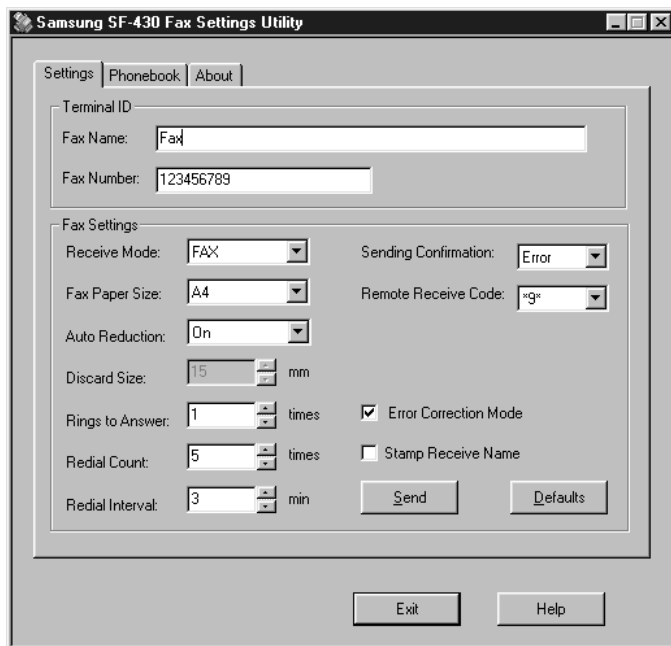 Samsung SF-430 Fax Settings Utility
Settings Phonebook About
Terminal ID
Fax Name: Fax
Fax Number: 123456789
Fax Settings
Receive Mode: FAX Sending Confirmation: Error
Fax Paper Size: A4 Remote Receive Code: *9*
Auto Reduction: On
Discard Size: 15 mm
Rings to Answer: 1 times Error Correction Mode
Redial Count: 5 times Stamp Receive Name
Redial Interval: 3 min Send Defaults
Exit Help